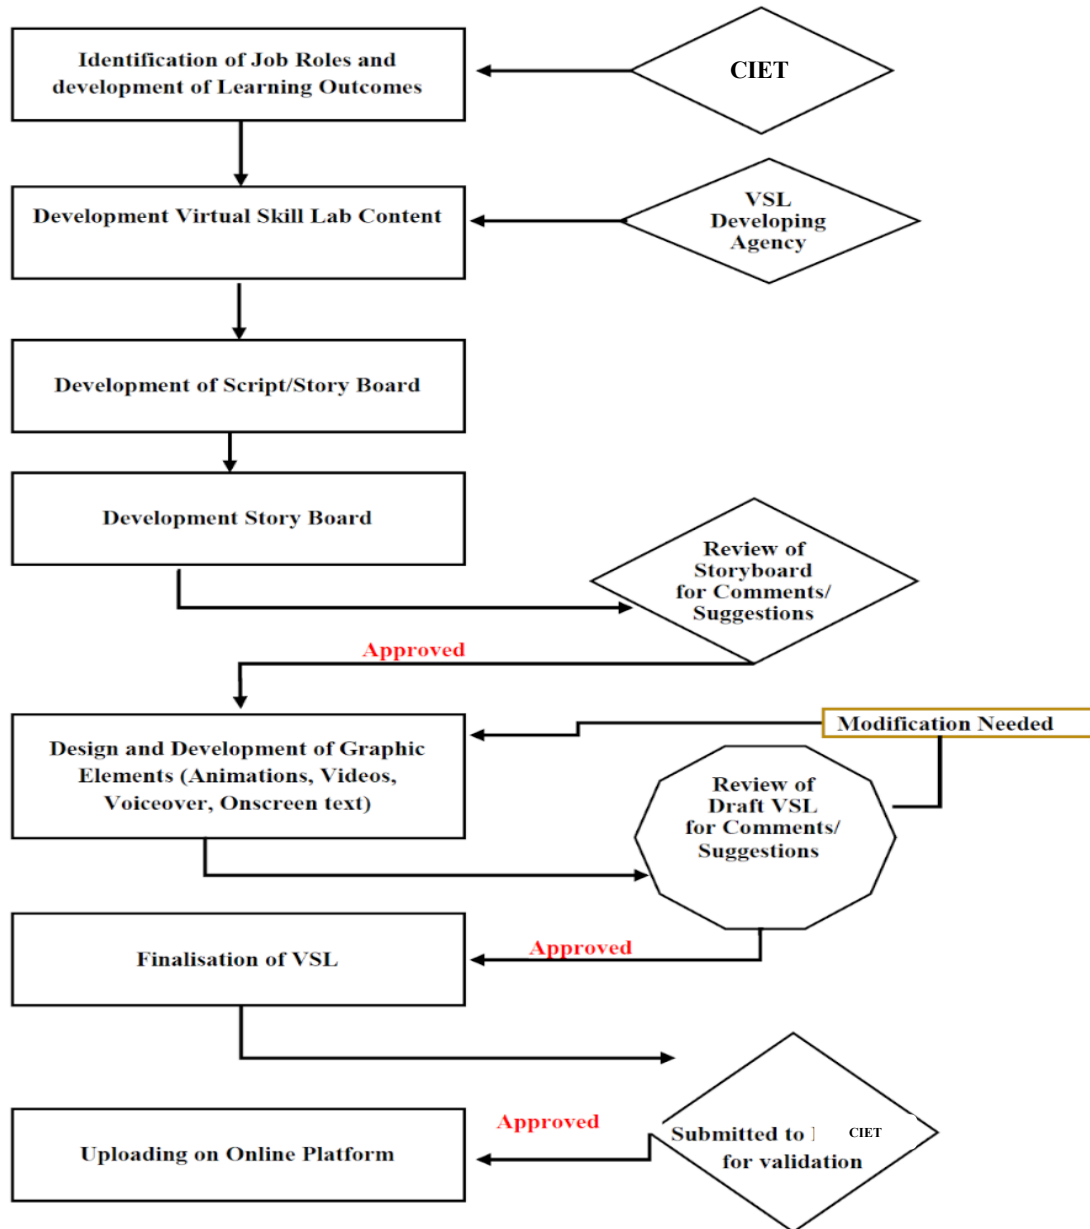 Identification of Job Roles and
development of Learning Outcomes
CIET
Development Virtual Skill Lab Content
VSL
Developing
Agency
Development of Script/Story Board
Development Story Board
Review of
Storyboard
for Comments/
Suggestions
Approved
Modification Needed
Design and Development of Graphic
Elements (Animations, Videos,
Voiceover, Onscreen text)
Review of
Draft VSL
for Comments/
Suggestions
Finalisation of VSL
Approved
Uploading on Online Platform
Approved
Submitted to CIET
for validation